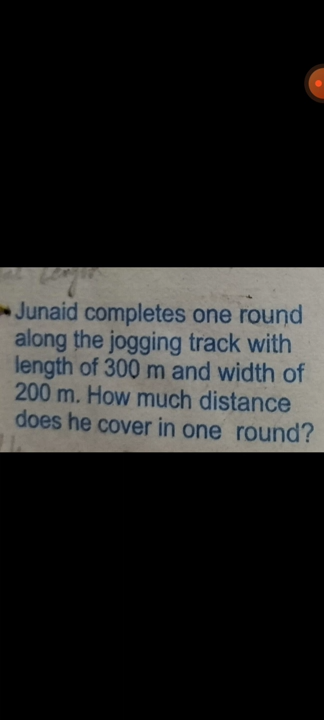 Junaid completes one round
along the jogging track with
length of 300 m and width of
200 m. How much distance
does he cover in one round?